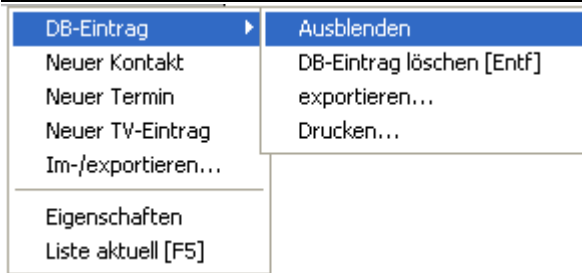 DB-Eintrag
Neuer Kontakt
Neuer Termin
Neuer TV-Eintrag
Im-/exportieren...
Eigenschaften
Liste aktuell [F5]
Ausblenden
DB-Eintrag löschen [Entf]
exportieren...
Drucken...